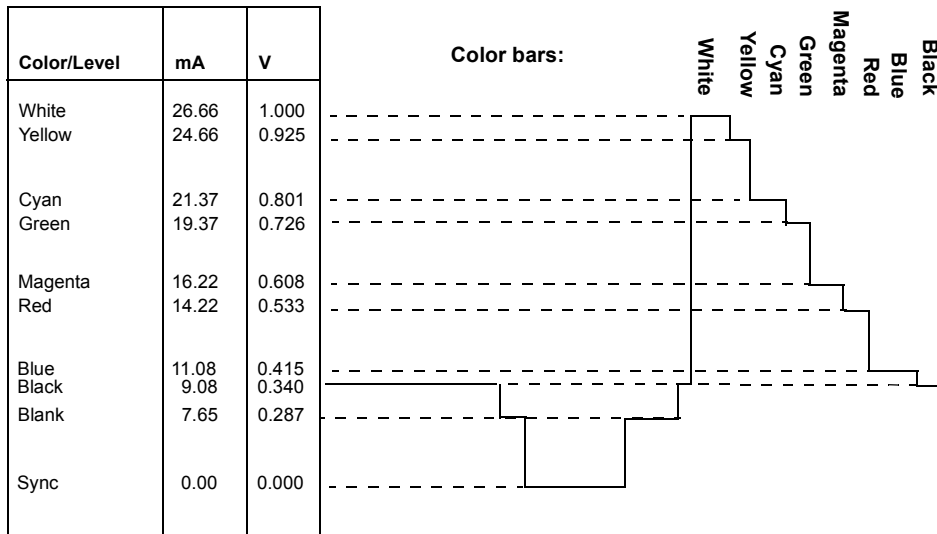 Color/Level mA V
White 26.66 1.000
Yellow 24.66 0.925
Cyan 21.37 0.801
Green 19.37 0.726
Magenta 16.22 0.608
Red 14.22 0.533
Blue 11.08 0.415
Black 9.08 0.340
Blank 7.65 0.287
Sync 0.00 0.000
Color bars:
White
Yellow
Cyan
Green
Magenta
Red
Blue
Black